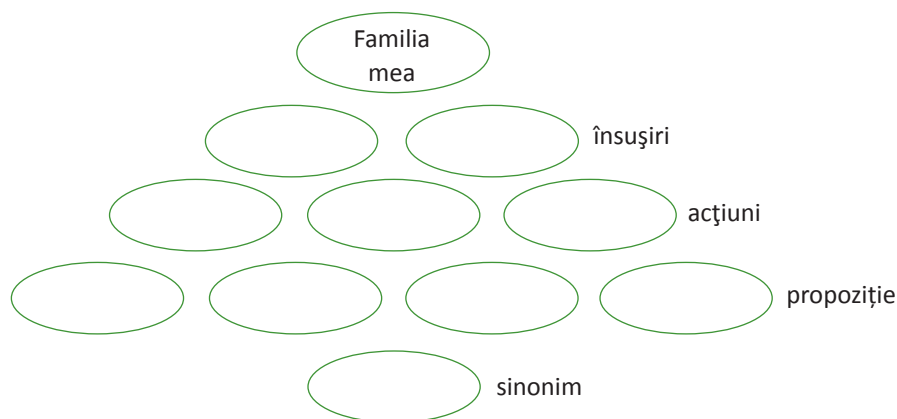 Familia
mea
însuşiri
acţiuni
propoziție
sinonim